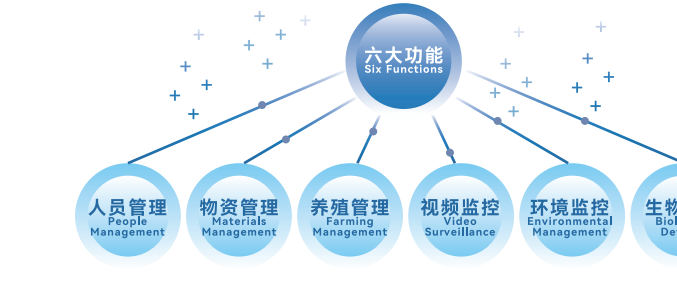 六大功能
Six Functions
人员管理
People
Management
物资管理
Materials
Management
养殖管理
Farming
Management
视频监控
Video
Surveillance
环境监控
Environmental
Management
生